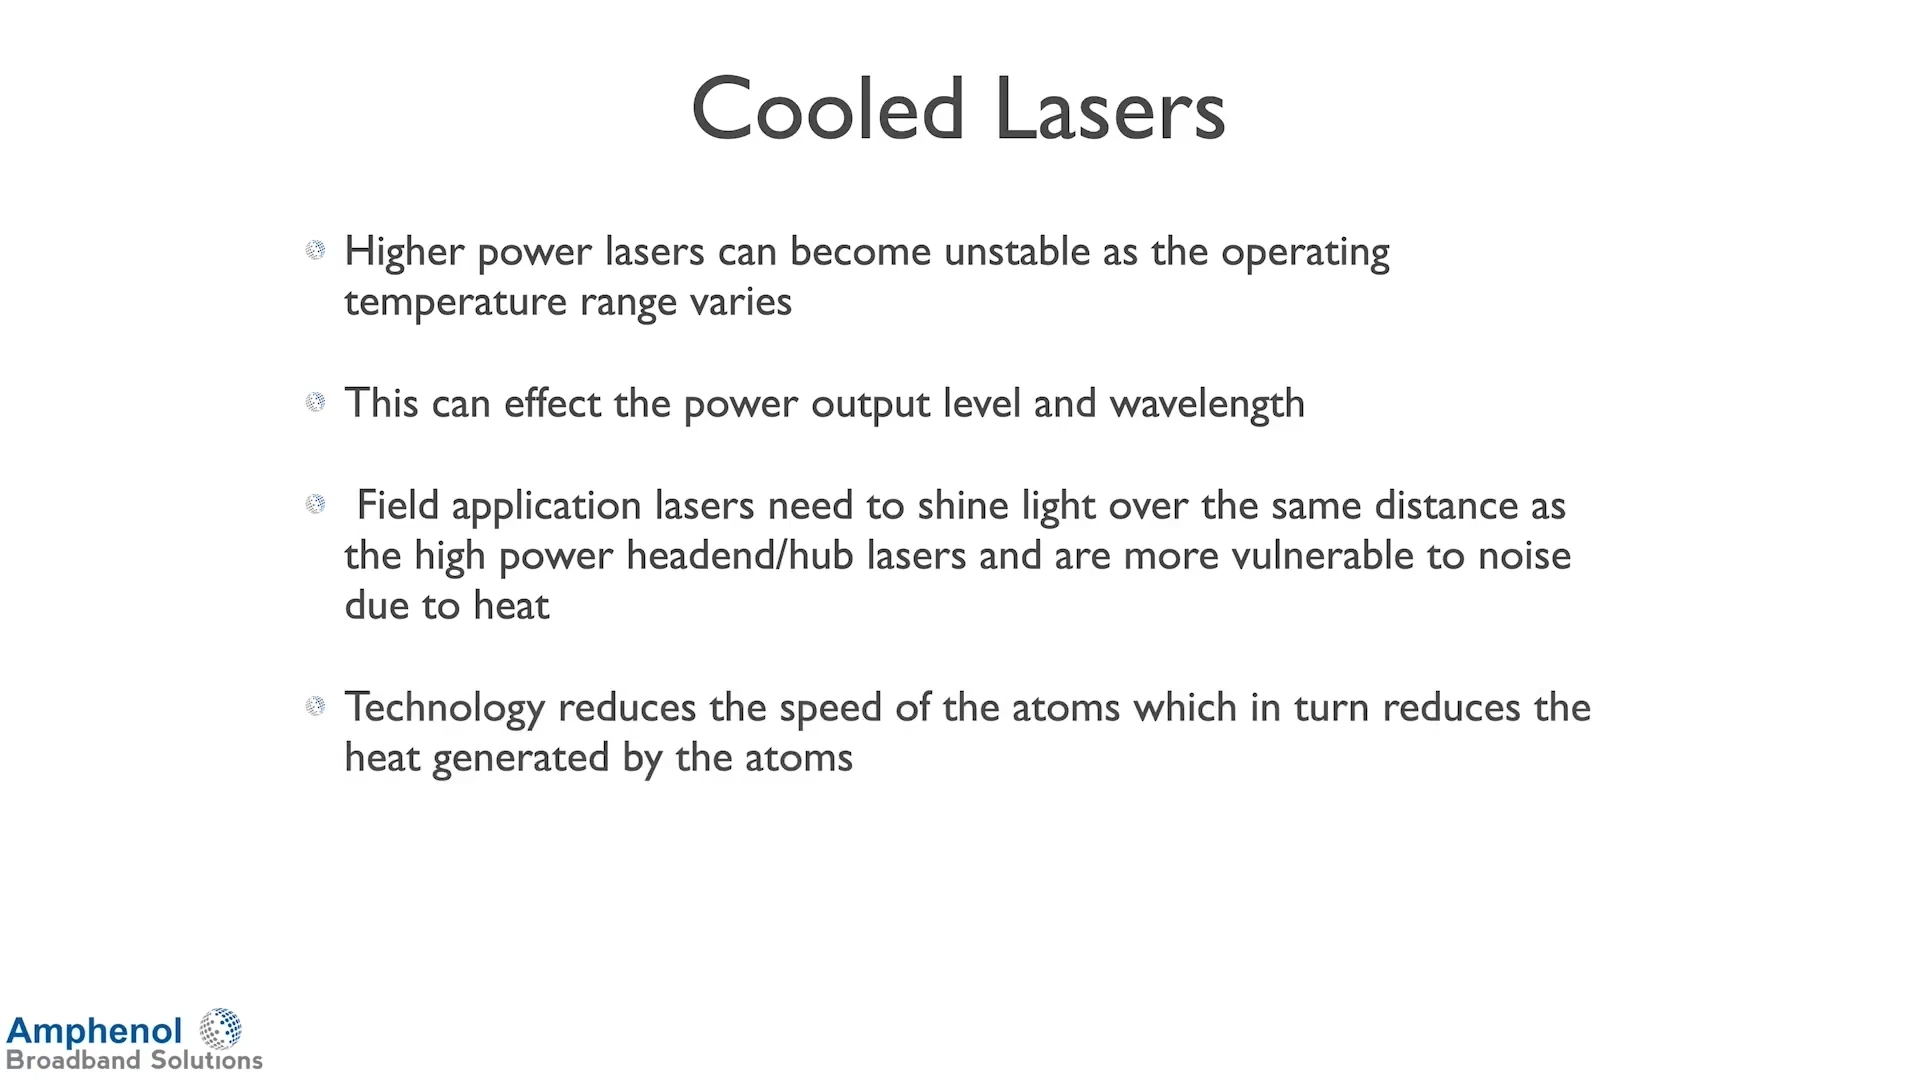 Cooled Lasers
Higher power lasers can become unstable as the operating
temperature range varies
This can effect the power output level and wavelength
Field application lasers need to shine light over the same distance as
the high power headend/hub lasers and are more vulnerable to noise
due to heat
Technology reduces the speed of the atoms which in turn reduces the
heat generated by the atoms
Amphenol
Broadband Solutions